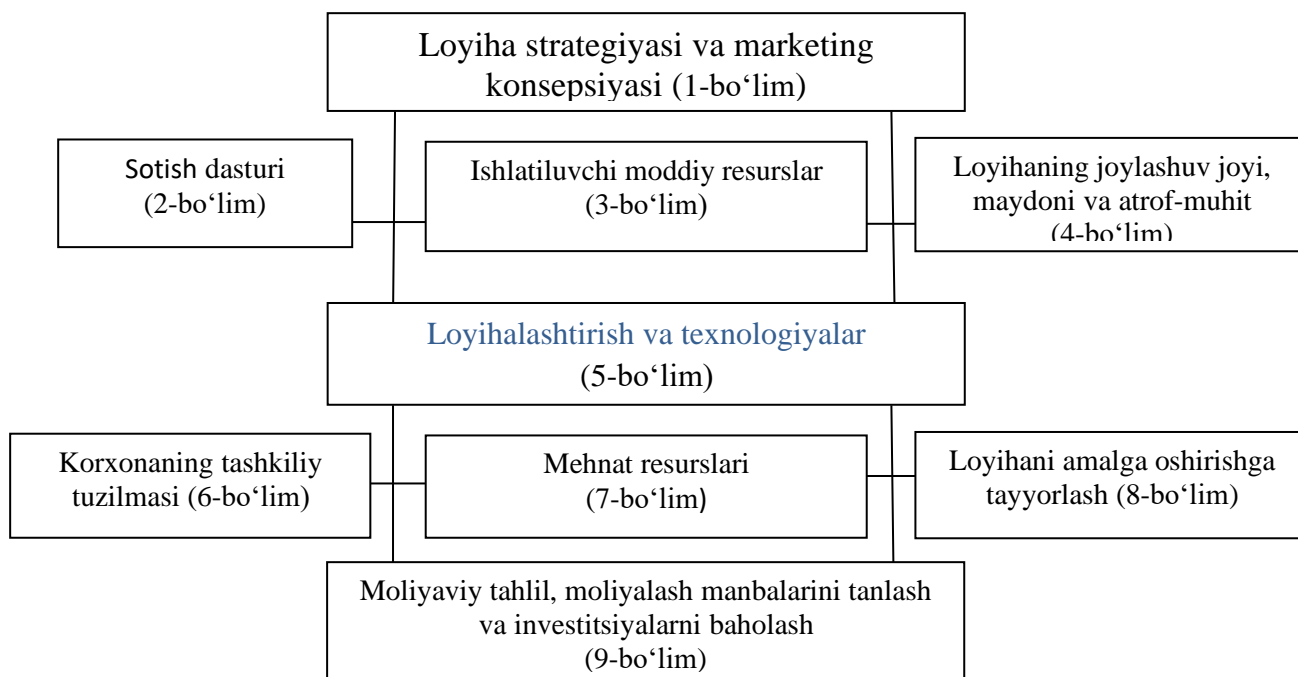 Loyiha strategiyasi va marketing
konsepsiyasi (1-bo‘lim)
Sotish dasturi
(2-bo‘lim)
Ishlatiluvchi moddiy resurslar
(3-bo‘lim)
Loyihaning joylashuv joyi,
maydoni va atrof-muhit
(4-bo‘lim)
Loyihalashtirish va texnologiyalar
(5-bo‘lim)
Korxonaning tashkiliy
tuzilmasi (6-bo‘lim)
Mehnat resurslari
(7-bo‘lim)
Loyihani amalga oshirishga
tayyorlash (8-bo‘lim)
Moliyaviy tahlil, moliyalash manbalarini tanlash
va investitsiyalarni baholash
(9-bo‘lim)